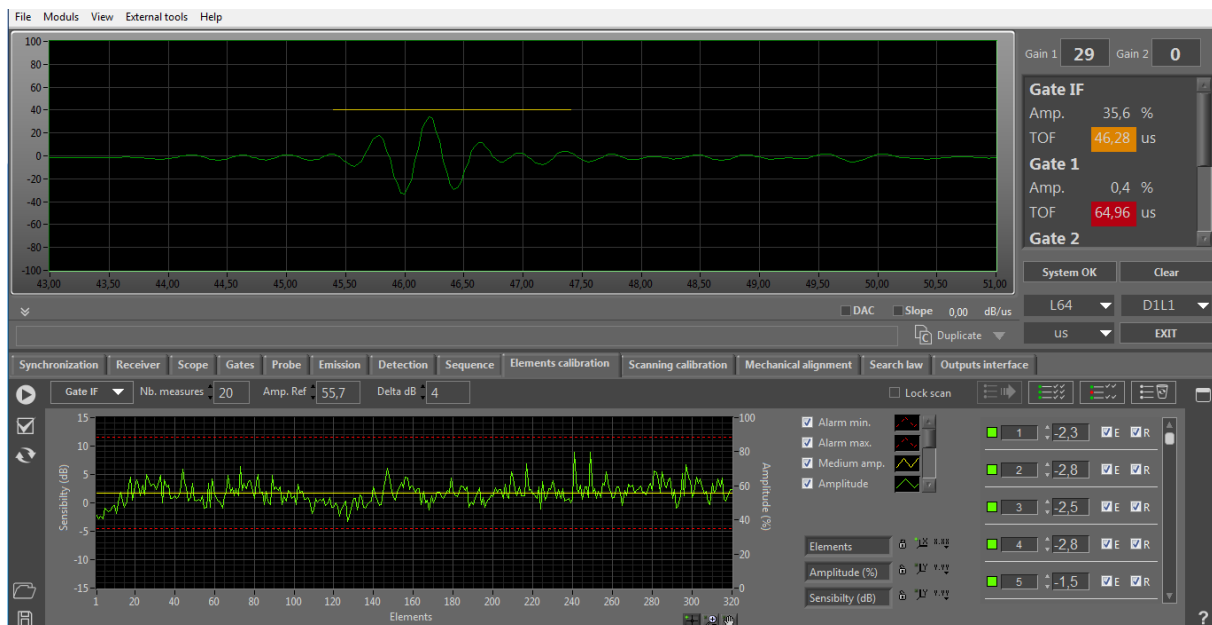 File Moduls View External tools Help
100
80
60
40
20
0
-20
-40
-60
-80
-100
43,00 43,50 44,00 44,50 45,00 45,50 46,00 46,50 47,00 47,50 48,00 48,50 49,00 49,50 50,00 50,50 51,00
Gain 1 29 Gain 2 0
Gate IF
Amp. 35,6 %
TOF 46,28 us
Gate 1
Amp. 0,4 %
TOF 64,96 us
Gate 2
System OK Clear
DAC Slope 0,00 dB/us
L64 D1L1
Duplicate
us EXIT
Synchronization Receiver Scope Gates Probe Emission Detection Sequence Elements calibration Scanning calibration Mechanical alignment Search law Outputs interface
Gate IF Nb. measures 20 Amp. Ref 55,7 Delta dB 4 Lock scan
15
10
5
0
-5
-10
-15
Sensibilty (dB)
1 20 40 60 80 100 120 140 160 180 200 220 240 260 280 300 320
Elements
100
80
60
40
20
0
Amplitude (%)
Alarm min.
Alarm max.
Medium amp.
Amplitude
Elements
Amplitude (%)
Sensibilty (dB)
1 -2,3 E R
2 -2,8 E R
3 -2,5 E R
4 -2,8 E R
5 -1,5 E R
?